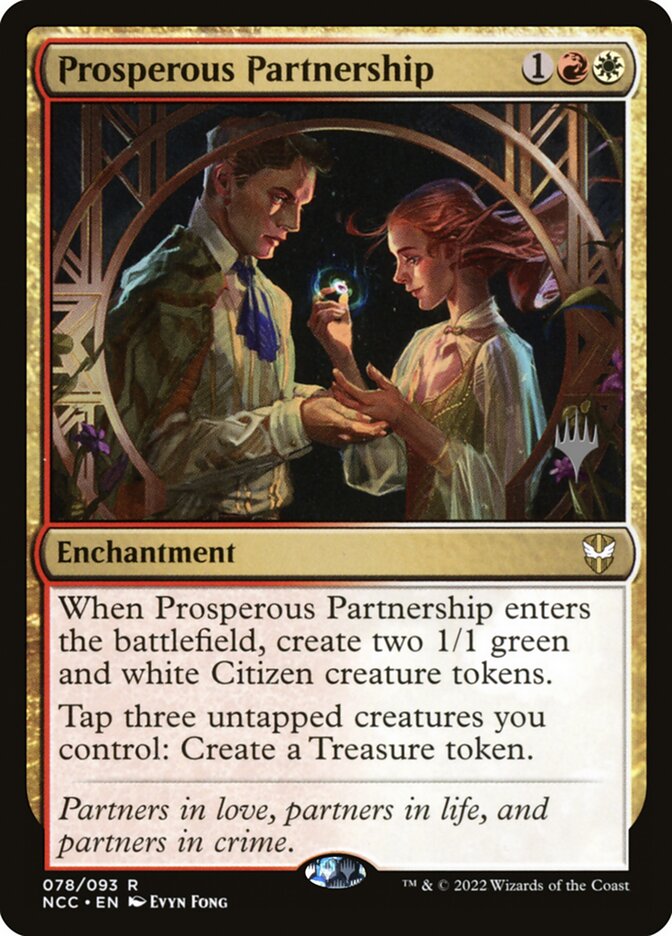 Prosperous Partnership 1
Enchantment
When Prosperous Partnership enters
the battlefield, create two 1/1 green
and white Citizen creature tokens.
Tap three untapped creatures you
control: Create a Treasure token.
Partners in love, partners in life, and
partners in crime.
078/093 R
NCC • EN Evyn Fong
™ & © 2022 Wizards of the Coast